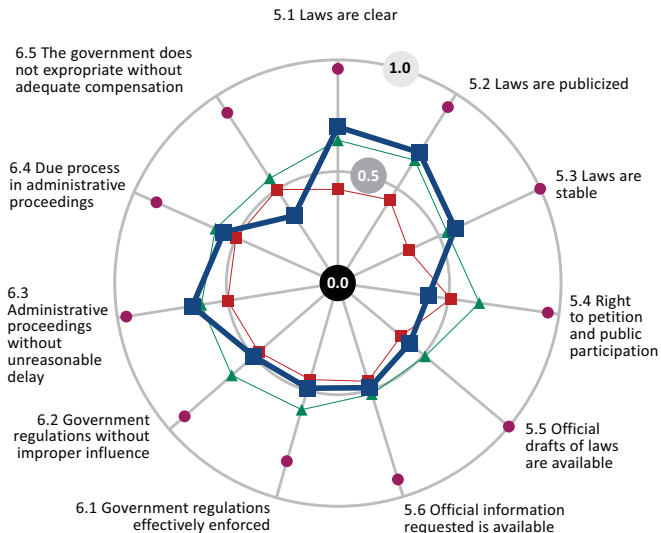 5.1 Laws are clear
6.5 The government does
not expropriate without
adequate compensation
1.0
5.2 Laws are publicized
6.4 Due process
in administrative
proceedings
0.5
5.3 Laws are
stable
0.0
6.3
Administrative
proceedings
without
unreasonable
delay
5.4 Right
to petition
and public
participation
6.2 Government
regulations without
improper influence
5.5 Official
drafts of laws
are available
6.1 Government regulations
effectively enforced
5.6 Official information
requested is available